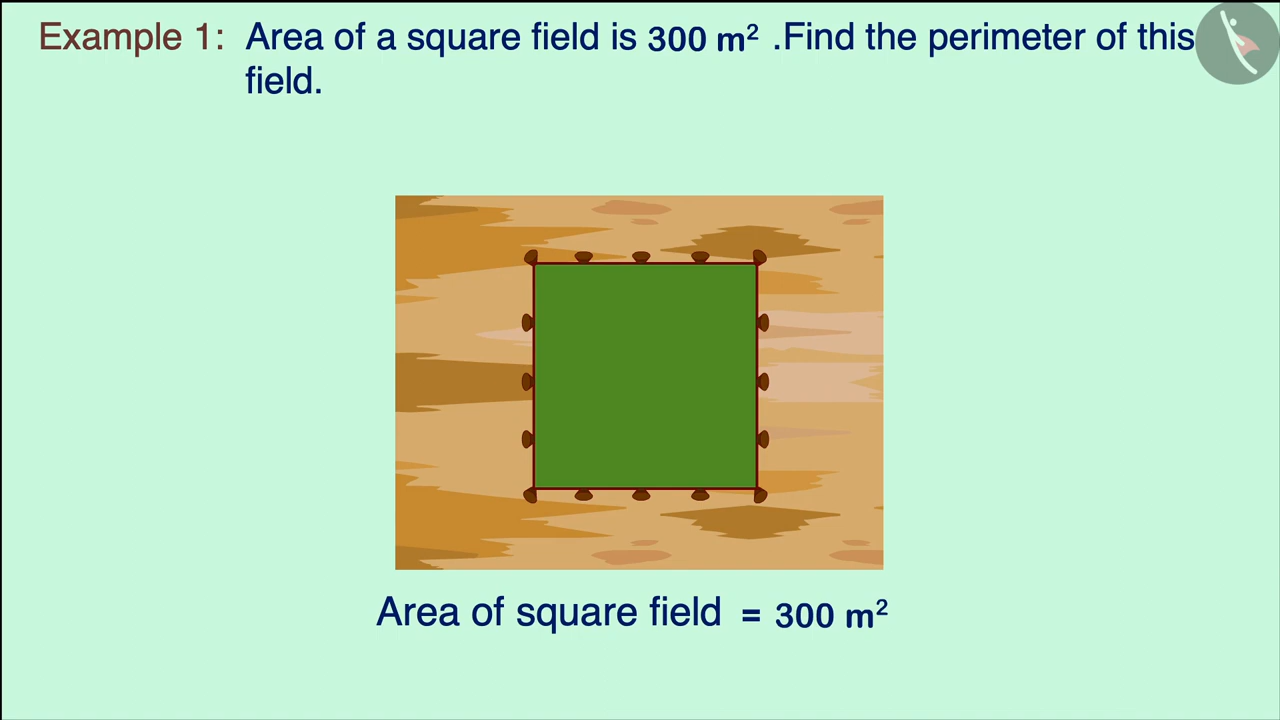 Example 1: Area of a square field is 300 m² .Find the perimeter of this
field.
Area of square field = 300 m²